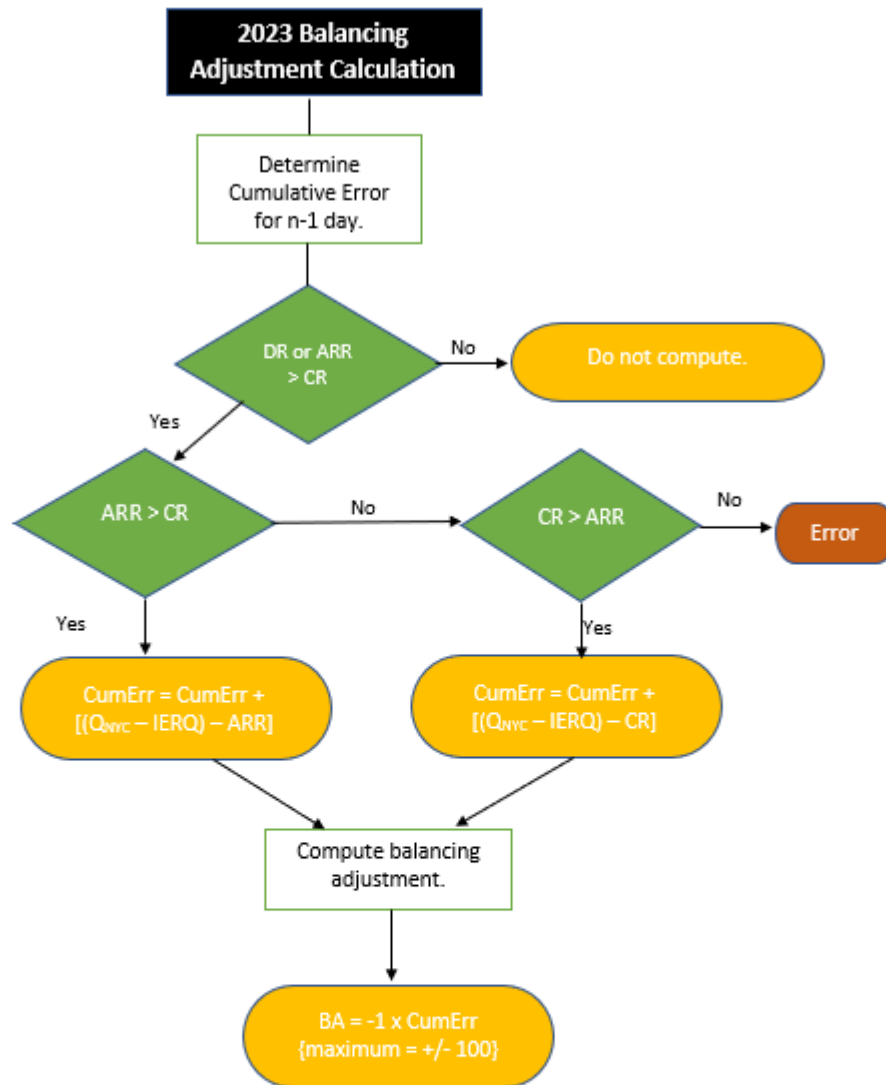 2023 Balancing
Adjustment Calculation
Determine
Cumulative Error
for n-1 day.
DR or ARR
> CR
No
Do not compute.
Yes
ARR > CR
No
CR > ARR
No
Error
Yes
Yes
CumErr = CumErr +
[(QNYC – IERQ) – ARR]
CumErr = CumErr +
[(QNYC – IERQ) – CR]
Compute balancing
adjustment.
BA = -1 x CumErr
{maximum = +/- 100}